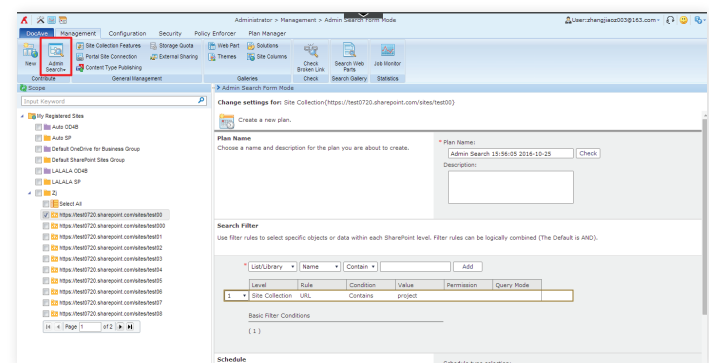 Administrator > Management > Admin Search Form Mode
User:zhangjiaoz003@163.com
DocAve Management Configuration Security Policy Enforcer Plan Manager
New
Admin Search
Site Collection Features
Portal Site Connection
Content Type Publishing
Storage Quota
External Sharing
Web Part
Themes
Solutions
Site Columns
Check Broken Link
Search Web Parts
Job Monitor
Contribute General Management Galleries Check Search Gallery Statistics
Scope
Input Keyword
My Registered Sites
Auto OD4B
Auto SP
Default OneDrive for Business Group
Default SharePoint Sites Group
LALALA OD4B
LALALA SP
Zj
Select All
https://test0720.sharepoint.com/sites/test00
https://test0720.sharepoint.com/sites/test000
https://test0720.sharepoint.com/sites/test01
https://test0720.sharepoint.com/sites/test02
https://test0720.sharepoint.com/sites/test03
https://test0720.sharepoint.com/sites/test04
https://test0720.sharepoint.com/sites/test05
https://test0720.sharepoint.com/sites/test06
https://test0720.sharepoint.com/sites/test07
https://test0720.sharepoint.com/sites/test08
Page 1 of 2
Admin Search Form Mode
Change settings for: Site Collection{https://test0720.sharepoint.com/sites/test00}
Create a new plan.
Plan Name
Choose a name and description for the plan you are about to create.
* Plan Name:
Admin Search 15:56:05 2016-10-25 Check
Description:
Search Filter
Use filter rules to select specific objects or data within each SharePoint level. Filter rules can be logically combined (The Default is AND).
* List/Library Name Contain Add
Level Rule Condition Value Permission Query Mode
1 Site Collection URL Contains project
Basic Filter Conditions
( 1 )
Schedule
Schedule type selection: